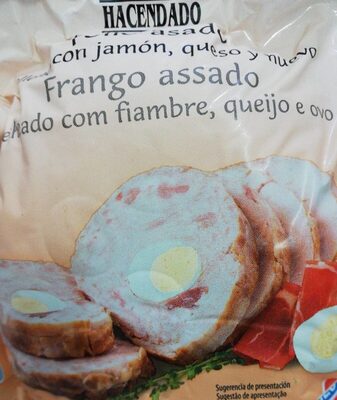 HACENDADO
con jamón, queso y huevo
Frango assado
com fiambre, queijo e ovo
Sugerencia de presentación
Sugestão de apresentação